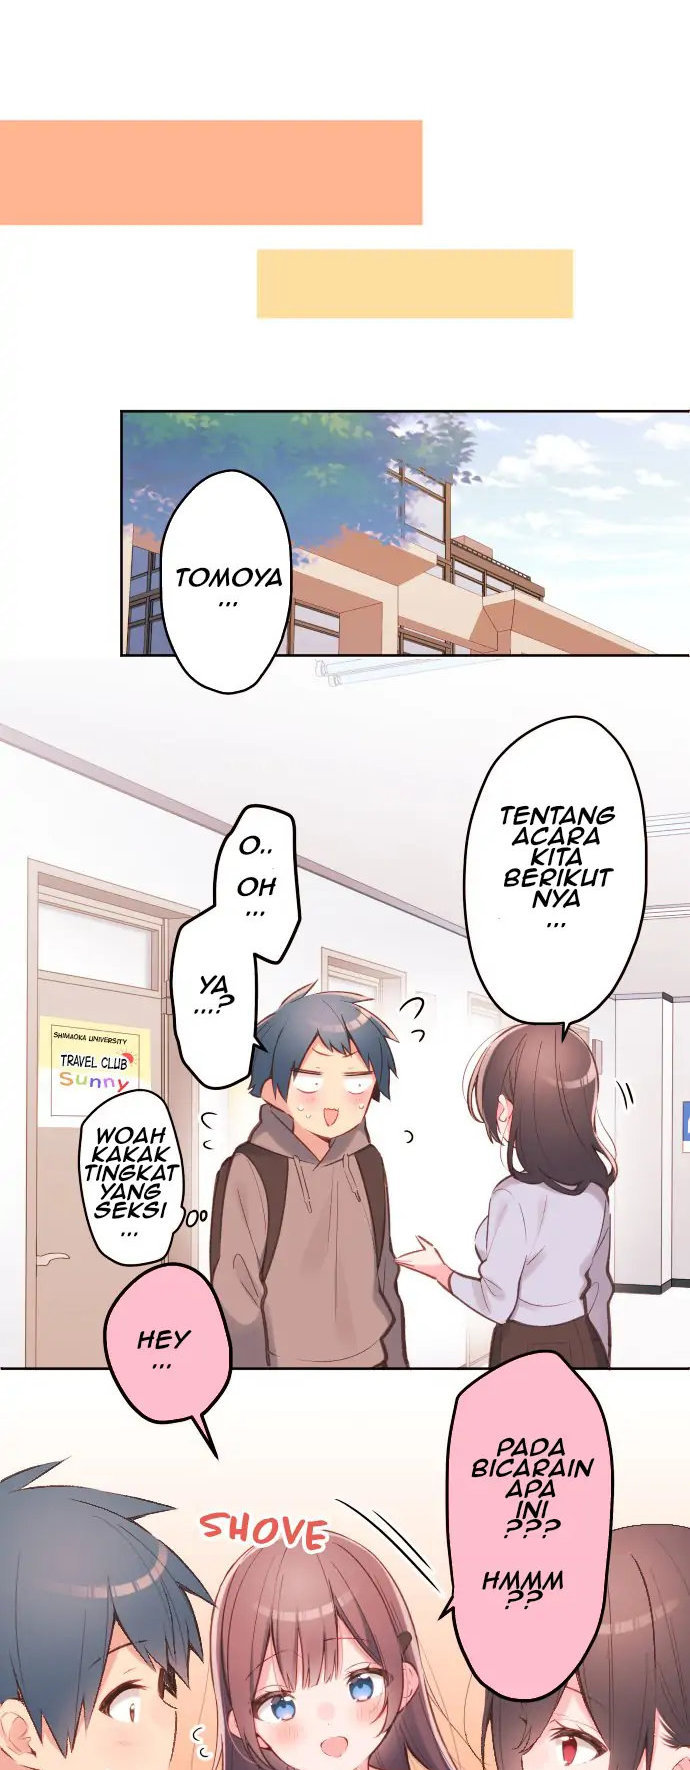 TOMOYA
...
TENTANG
ACARA
KITA
BERIKUT
NYA
...
O..
OH
...
YA
....?
SHIMAOKA UNIVERSITY
TRAVEL CLUB
Sunny
WOAH
KAKAK
TINGKAT
YANG
SEKSI
...
HEY
...
PADA
BICARAIN
APA
INI
???
HMMM
??
SHOVE